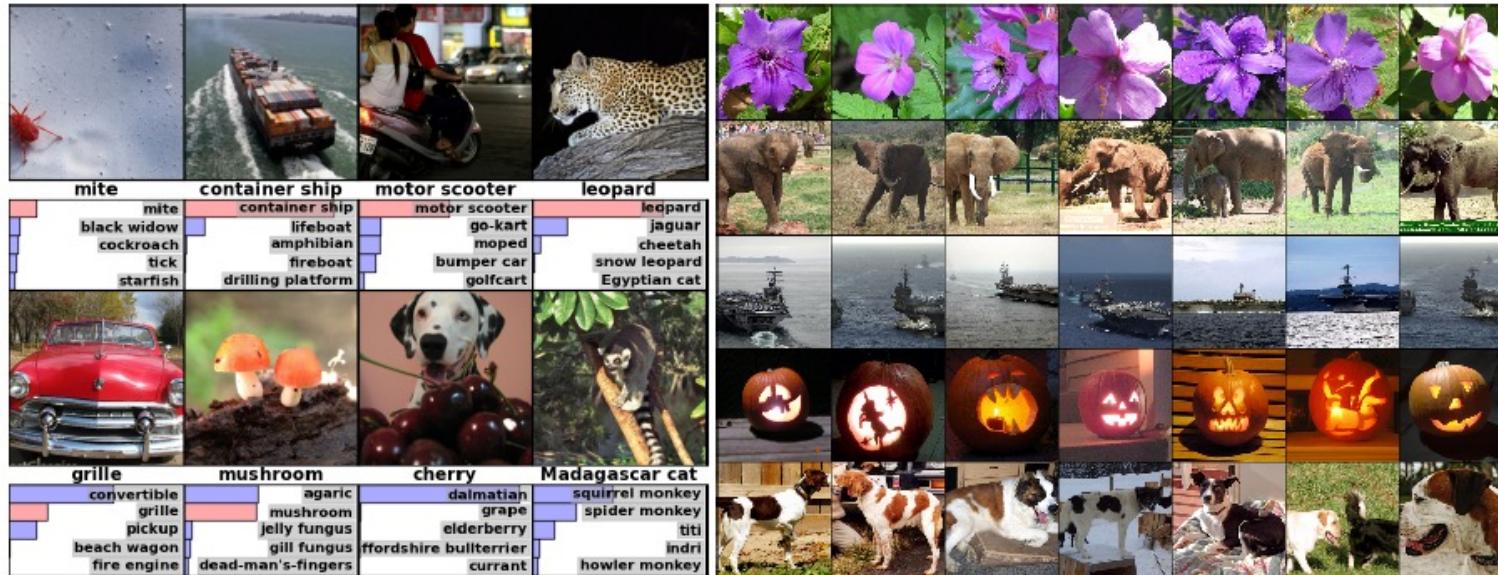 mite
container ship
motor scooter
leopard
mite
black widow
cockroach
tick
starfish
container ship
lifeboat
amphibian
fireboat
drilling platform
motor scooter
go-kart
moped
bumper car
golfcart
leopard
jaguar
cheetah
snow leopard
Egyptian cat
grille
mushroom
cherry
Madagascar cat
convertible
grille
pickup
beach wagon
fire engine
agaric
mushroom
jelly fungus
gill fungus
dead-man's-fingers
dalmatian
grape
elderberry
ffordshire bullterrier
currant
squirrel monkey
spider monkey
titi
indri
howler monkey